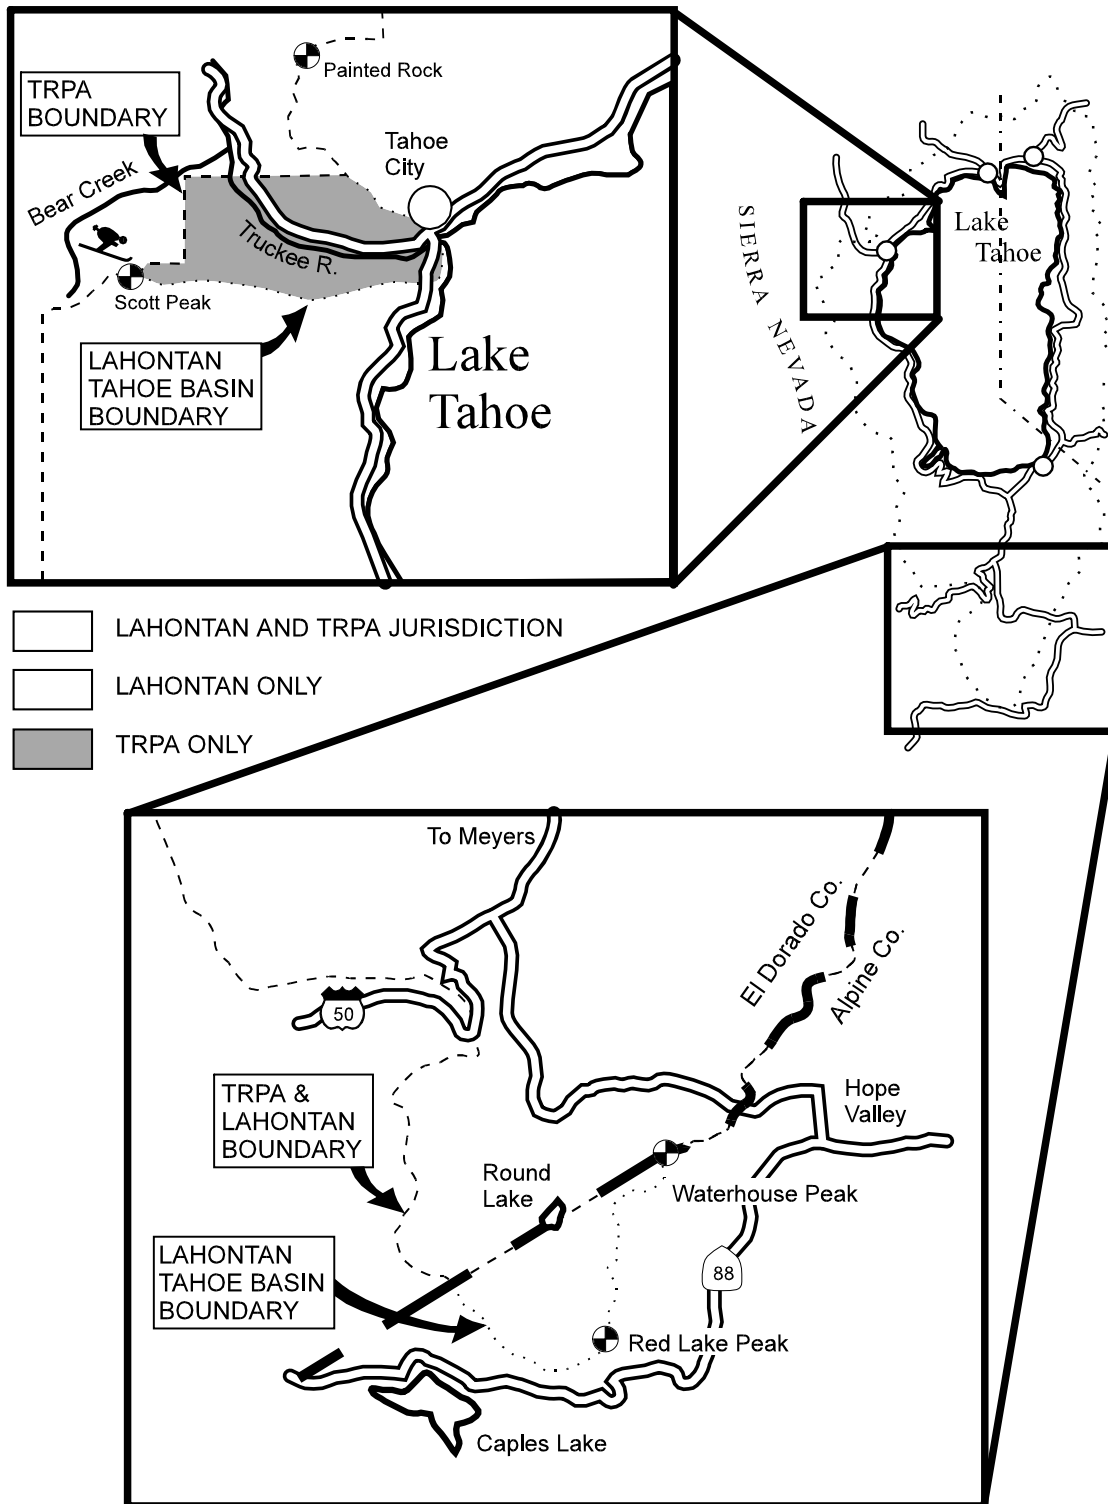 Painted Rock
TRPA
BOUNDARY
Tahoe
City
Bear Creek
Truckee R.
Scott Peak
LAHONTAN
TAHOE BASIN
BOUNDARY
Lake
Tahoe
SIERRA NEVADA
Lake
Tahoe
LAHONTAN AND TRPA JURISDICTION
LAHONTAN ONLY
TRPA ONLY
To Meyers
El Dorado Co.
Alpine Co.
50
TRPA &
LAHONTAN
BOUNDARY
Hope
Valley
Round
Lake
Waterhouse Peak
LAHONTAN
TAHOE BASIN
BOUNDARY
88
Red Lake Peak
Caples Lake